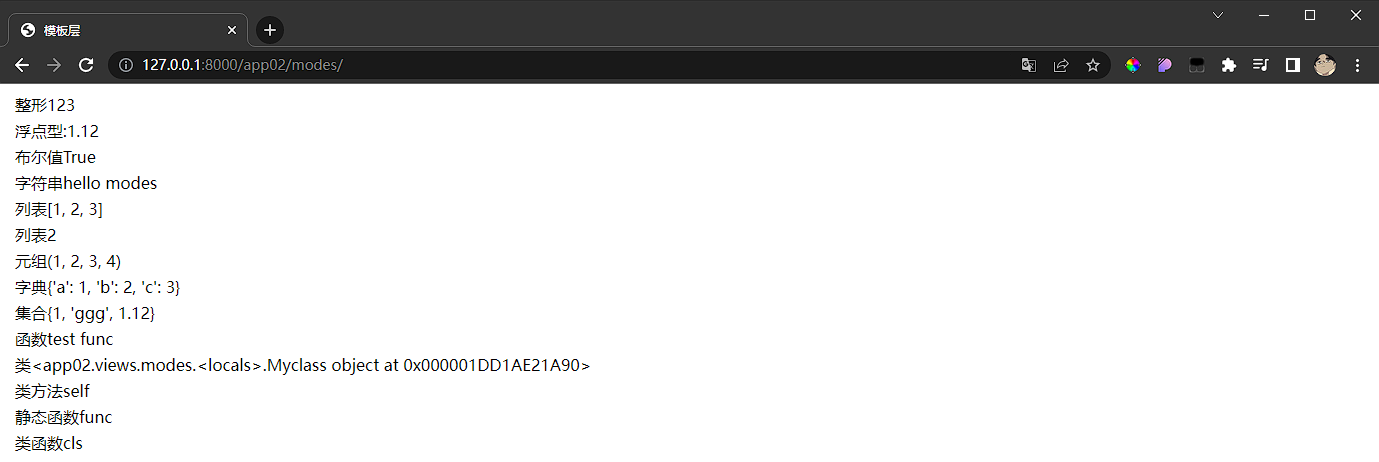 模板层
127.0.0.1:8000/app02/modes/
整形123
浮点型:1.12
布尔值True
字符串hello modes
列表[1, 2, 3]
列表2
元组(1, 2, 3, 4)
字典{'a': 1, 'b': 2, 'c': 3}
集合{1, 'ggg', 1.12}
函数test func
类<app02.views.modes.<locals>.Myclass object at 0x000001DD1AE21A90>
类方法self
静态函数func
类函数cls